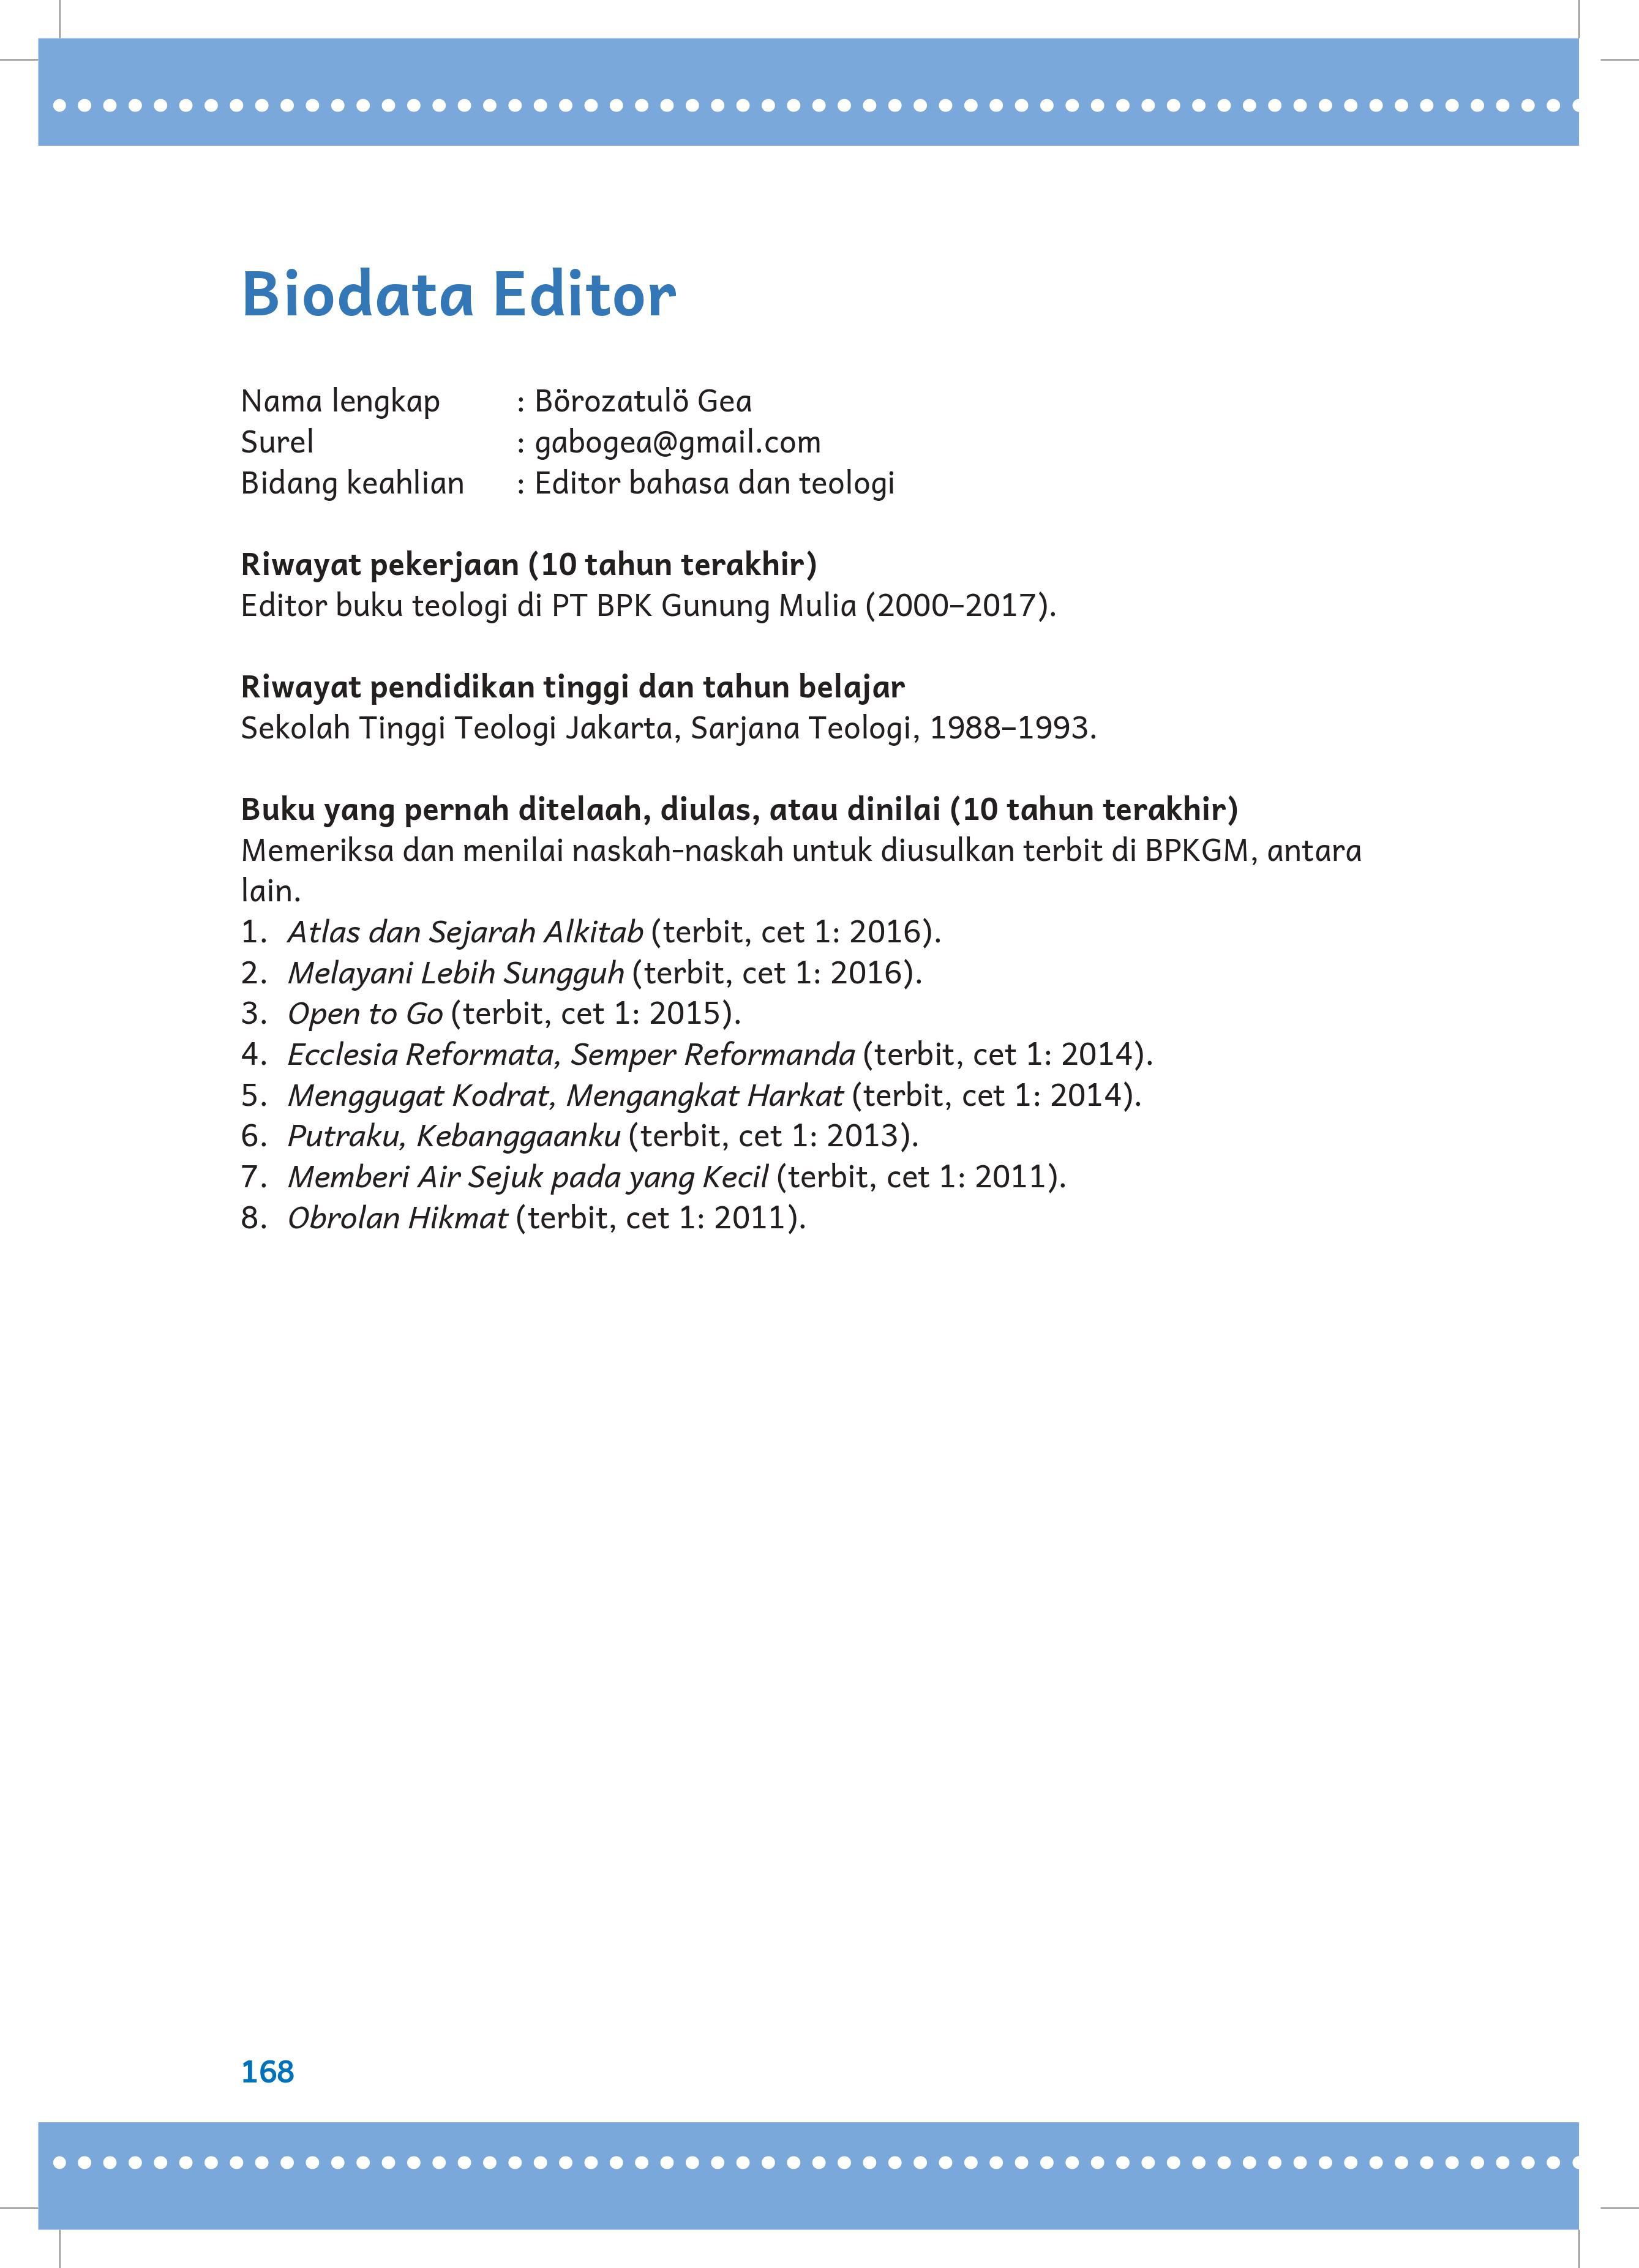 Biodata Editor
Nama lengkap : Börozatulö Gea
Surel : gabogea@gmail.com
Bidang keahlian : Editor bahasa dan teologi
Riwayat pekerjaan (10 tahun terakhir)
Editor buku teologi di PT BPK Gunung Mulia (2000–2017).
Riwayat pendidikan tinggi dan tahun belajar
Sekolah Tinggi Teologi Jakarta, Sarjana Teologi, 1988–1993.
Buku yang pernah ditelaah, diulas, atau dinilai (10 tahun terakhir)
Memeriksa dan menilai naskah-naskah untuk diusulkan terbit di BPKGM, antara
lain.
1. Atlas dan Sejarah Alkitab (terbit, cet 1: 2016).
2. Melayani Lebih Sungguh (terbit, cet 1: 2016).
3. Open to Go (terbit, cet 1: 2015).
4. Ecclesia Reformata, Semper Reformanda (terbit, cet 1: 2014).
5. Menggugat Kodrat, Mengangkat Harkat (terbit, cet 1: 2014).
6. Putraku, Kebanggaanku (terbit, cet 1: 2013).
7. Memberi Air Sejuk pada yang Kecil (terbit, cet 1: 2011).
8. Obrolan Hikmat (terbit, cet 1: 2011).
168